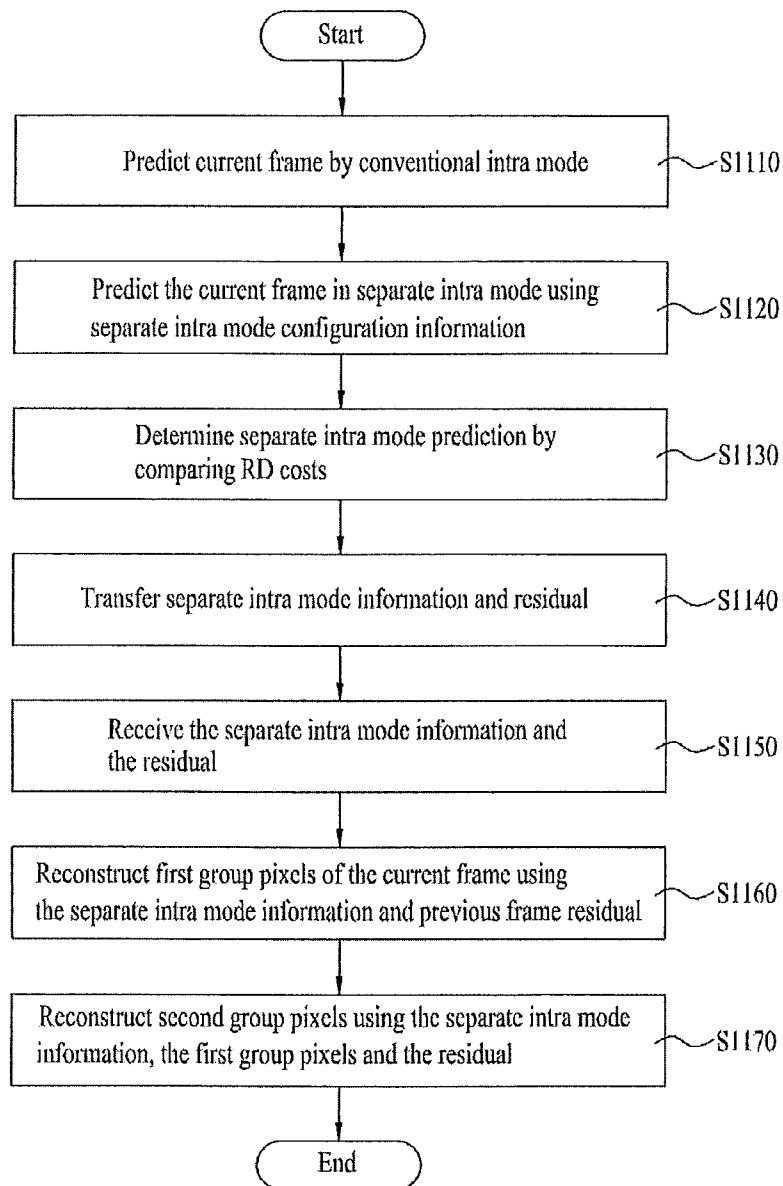 Start
Predict current frame by conventional intra mode
S1110
Predict the current frame in separate intra mode using
separate intra mode configuration information
S1120
Determine separate intra mode prediction by
comparing RD costs
S1130
Transfer separate intra mode information and residual
S1140
Receive the separate intra mode information and
the residual
S1150
Reconstruct first group pixels of the current frame using
the separate intra mode information and previous frame residual
S1160
Reconstruct second group pixels using the separate intra mode
information, the first group pixels and the residual
S1170
End